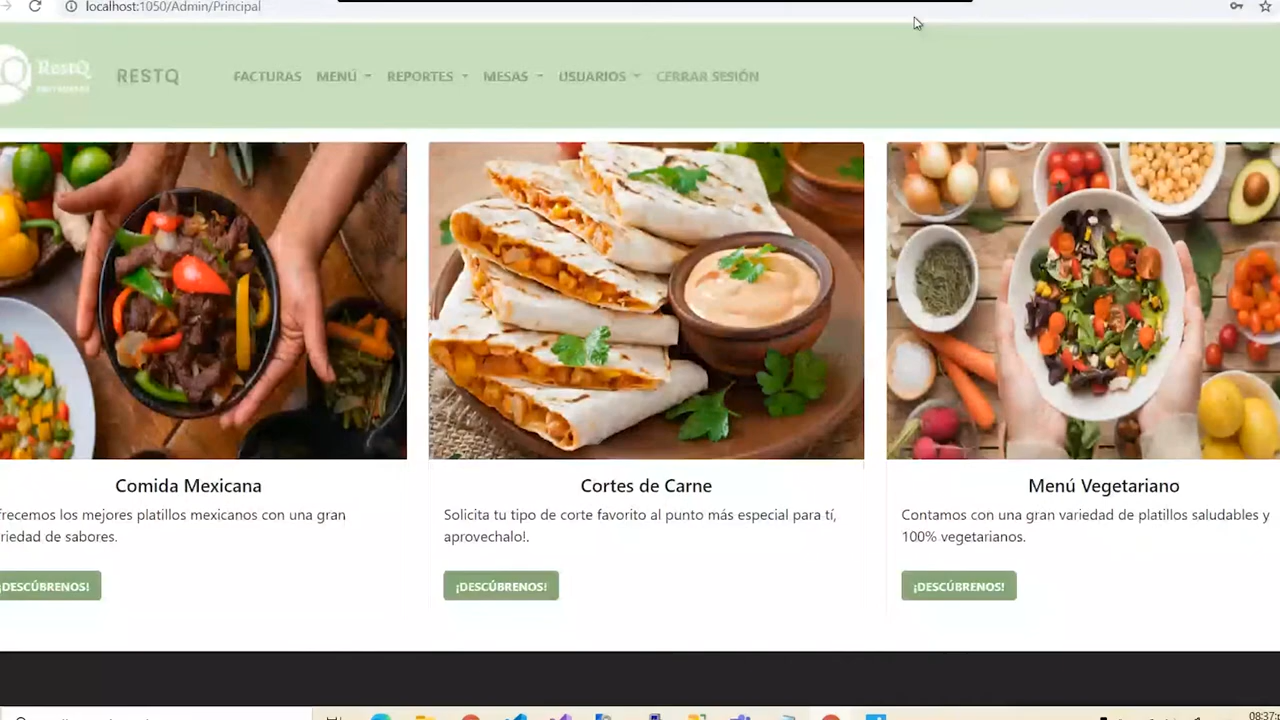 localhost:1050/Admin/Principal
RestQ
RESTQ FACTURAS MENÚ REPORTES MESAS USUARIOS CERRAR SESIÓN
Comida Mexicana
frecemos los mejores platillos mexicanos con una gran
riedad de sabores.
¡DESCÚBRENOS!
Cortes de Carne
Solicita tu tipo de corte favorito al punto más especial para tí,
aprovechalo!.
¡DESCÚBRENOS!
Menú Vegetariano
Contamos con una gran variedad de platillos saludables y
100% vegetarianos.
¡DESCÚBRENOS!
08:37